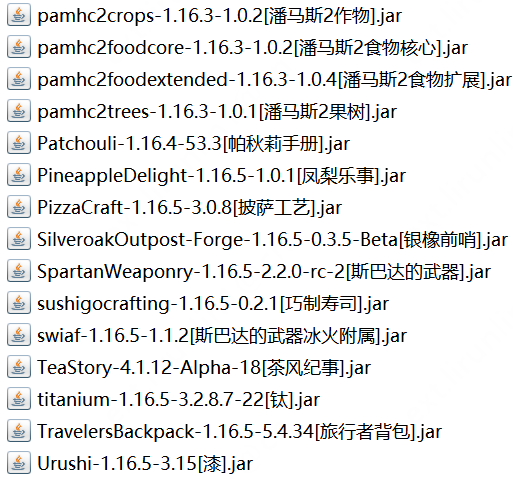 pamhc2crops-1.16.3-1.0.2[潘马斯2作物].jar
pamhc2foodcore-1.16.3-1.0.2[潘马斯2食物核心].jar
pamhc2foodextended-1.16.3-1.0.4[潘马斯2食物扩展].jar
pamhc2trees-1.16.3-1.0.1[潘马斯2果树].jar
Patchouli-1.16.4-53.3[帕秋莉手册].jar
PineappleDelight-1.16.5-1.0.1[凤梨乐事].jar
PizzaCraft-1.16.5-3.0.8[披萨工艺].jar
SilveroakOutpost-Forge-1.16.5-0.3.5-Beta[银橡前哨].jar
SpartanWeaponry-1.16.5-2.2.0-rc-2[斯巴达的武器].jar
sushigocrafting-1.16.5-0.2.1[巧制寿司].jar
swiaf-1.16.5-1.1.2[斯巴达的武器冰火附属].jar
TeaStory-4.1.12-Alpha-18[茶风纪事].jar
titanium-1.16.5-3.2.8.7-22[钛].jar
TravelersBackpack-1.16.5-5.4.34[旅行者背包].jar
Urushi-1.16.5-3.15[漆].jar